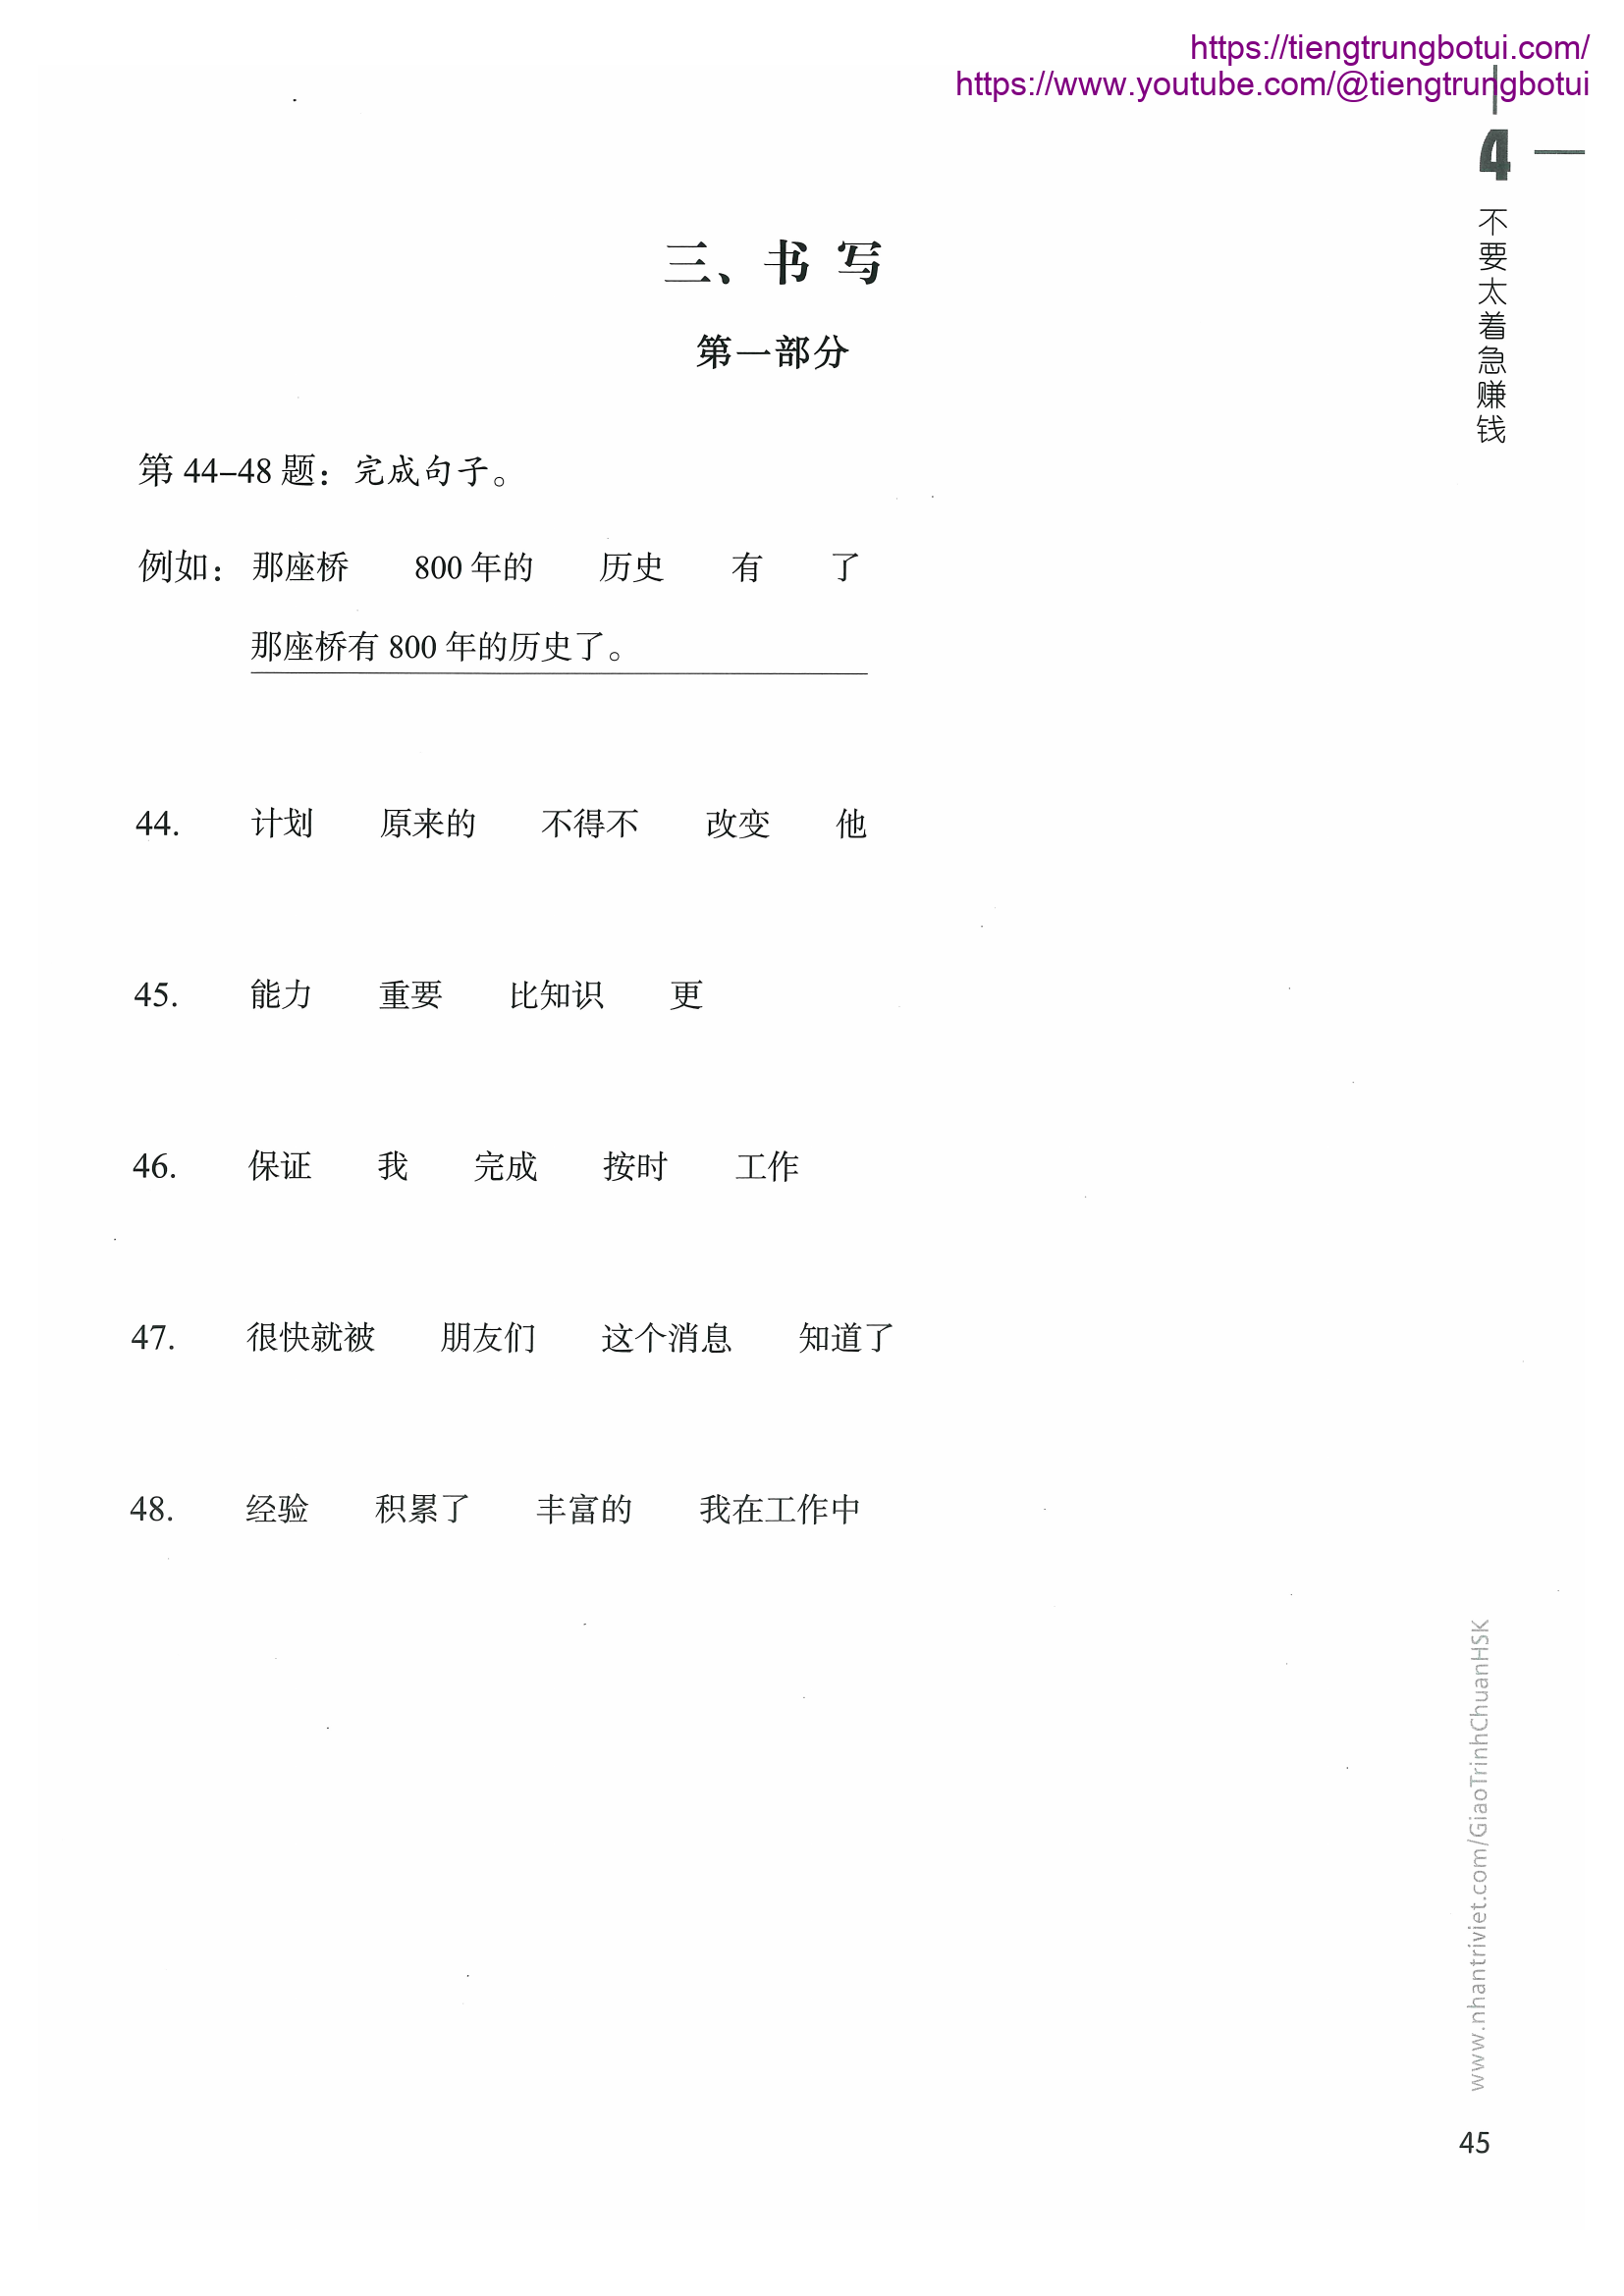 https://tiengtrungbotui.com/
https://www.youtube.com/@tiengtrungbotui
4
不要太着急赚钱
三、书写
第一部分
第 44–48 题：完成句子。
例如：那座桥 800 年的 历史 有 了
那座桥有 800 年的历史了。
44. 计划 原来的 不得不 改变 他
45. 能力 重要 比知识 更
46. 保证 我 完成 按时 工作
47. 很快就被 朋友们 这个消息 知道了
48. 经验 积累了 丰富的 我在工作中
www.nhantriviet.com/GiaoTrinhChuanHSK
45